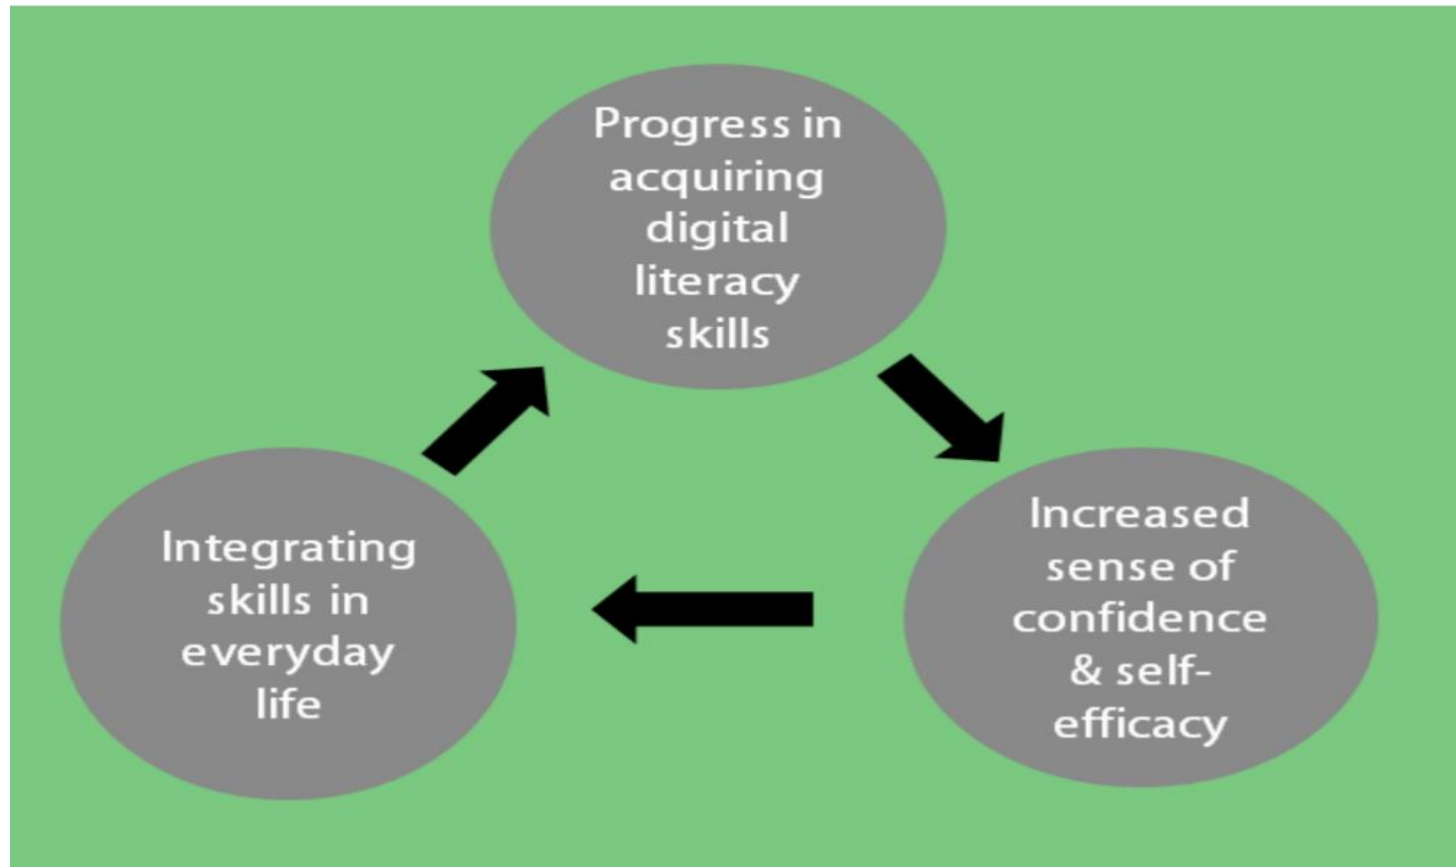 Progress in
acquiring
digital
literacy
skills
Increased
sense of
confidence
& self-
efficacy
Integrating
skills in
everyday
life